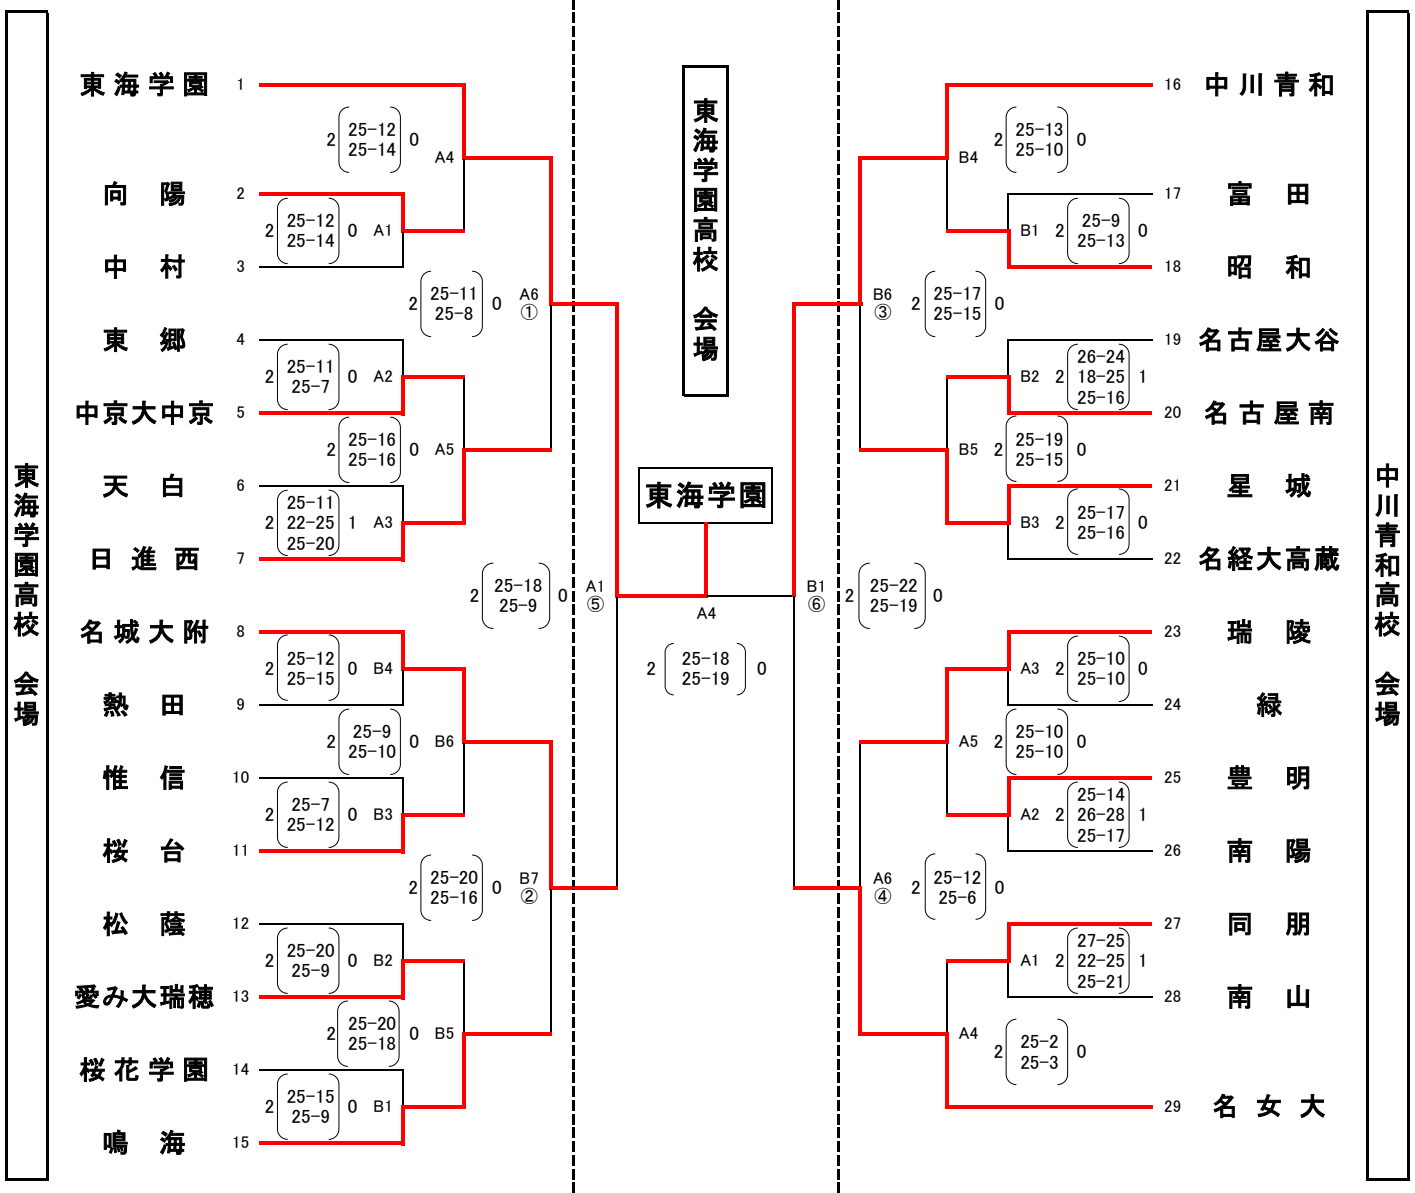 東海学園高校 会場
東海学園 1
2 25-12 0 A4
25-14
向陽 2
2 25-12 0 A1
25-14
中村 3
2 25-11 0 A6
25-8 ①
東郷 4
2 25-11 0 A2
25-7
中京大中京 5
2 25-16 0 A5
25-16
天白 6
25-11
2 22-25 1 A3
25-20
日進西 7
2 25-18 0 A1
25-9 ⑤
名城大附 8
2 25-12 0 B4
25-15
熱田 9
2 25-9 0 B6
25-10
惟信 10
2 25-7 0 B3
25-12
桜台 11
2 25-20 0 B7
25-16 ②
松蔭 12
2 25-20 0 B2
25-9
愛み大瑞穂 13
2 25-20 0 B5
25-18
桜花学園 14
2 25-15 0 B1
25-9
鳴海 15
東海学園高校 会場
東海学園
A4
2 25-18 0
25-19
16 中川青和
B4 2 25-13 0
25-10
17 富田
B1 2 25-9 0
25-13
18 昭和
B6 2 25-17 0
③ 25-15
19 名古屋大谷
26-24
B2 2 18-25 1
25-16
20 名古屋南
B5 2 25-19 0
25-15
21 星城
B3 2 25-17 0
25-16
22 名経大高蔵
B1 2 25-22 0
⑥ 25-19
23 瑞陵
A3 2 25-10 0
25-10
24 緑
A5 2 25-10 0
25-10
25 豊明
25-14
A2 2 26-28 1
25-17
26 南陽
A6 2 25-12 0
④ 25-6
27 同朋
27-25
A1 2 22-25 1
25-21
28 南山
A4 2 25-2 0
25-3
29 名女大
中川青和高校 会場